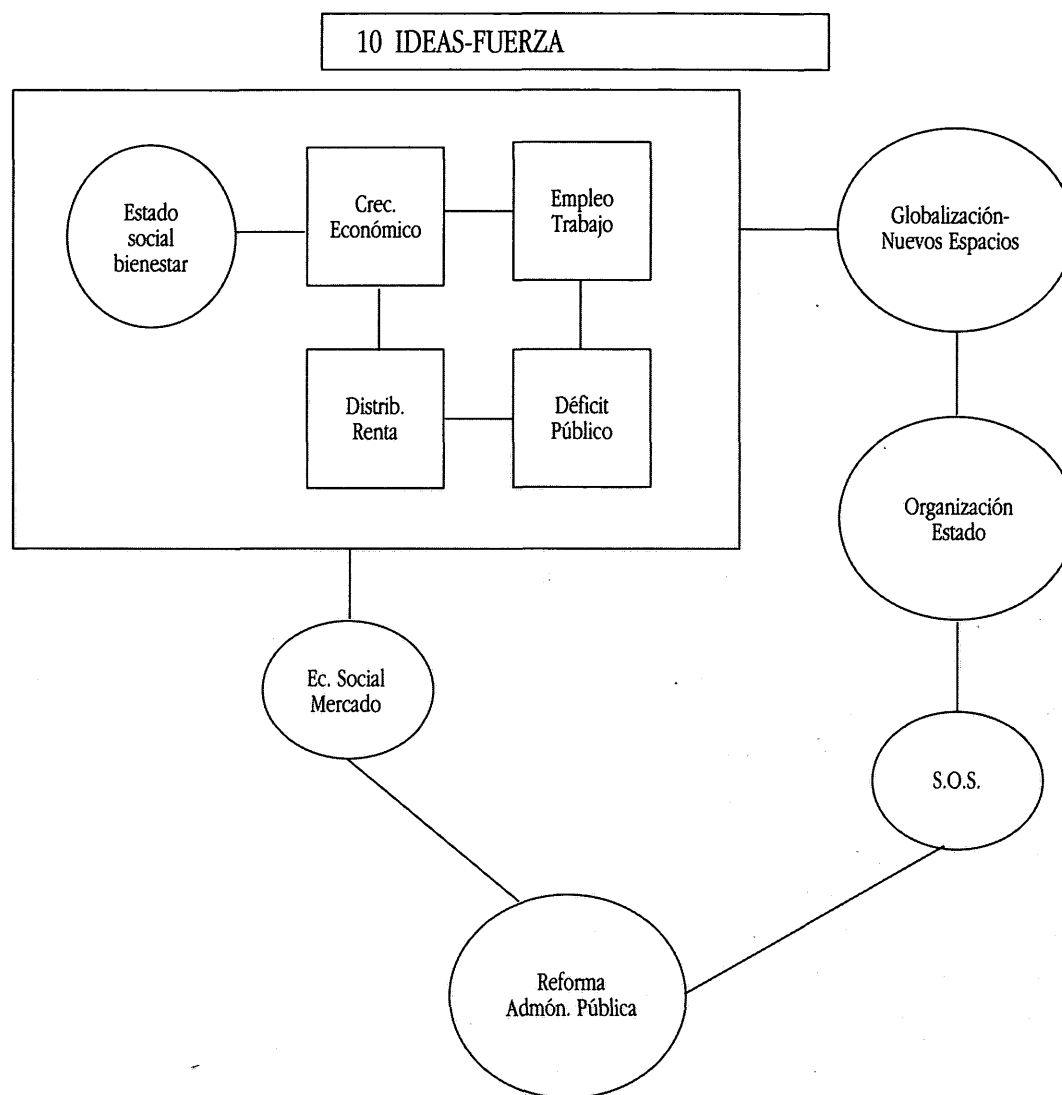 10 IDEAS-FUERZA
Estado
social
bienestar
Crec.
Económico
Empleo
Trabajo
Globalización-
Nuevos Espacios
Distrib.
Renta
Déficit
Público
Organización
Estado
Ec. Social
Mercado
S.O.S.
Reforma
Admón. Pública